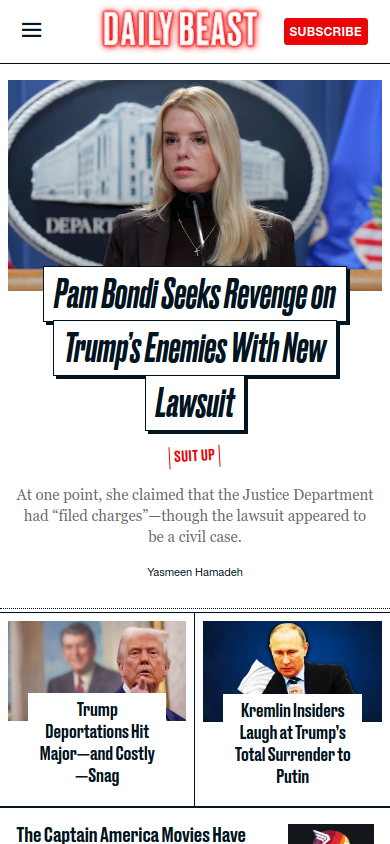 DAILY BEAST
SUBSCRIBE
DEPART
Pam Bondi Seeks Revenge on
Trump’s Enemies With New
Lawsuit
SUIT UP
At one point, she claimed that the Justice Department
had “filed charges”—though the lawsuit appeared to
be a civil case.
Yasmeen Hamadeh
Trump
Deportations Hit
Major—and Costly
—Snag
Kremlin Insiders
Laugh at Trump’s
Total Surrender to
Putin
The Captain America Movies Have